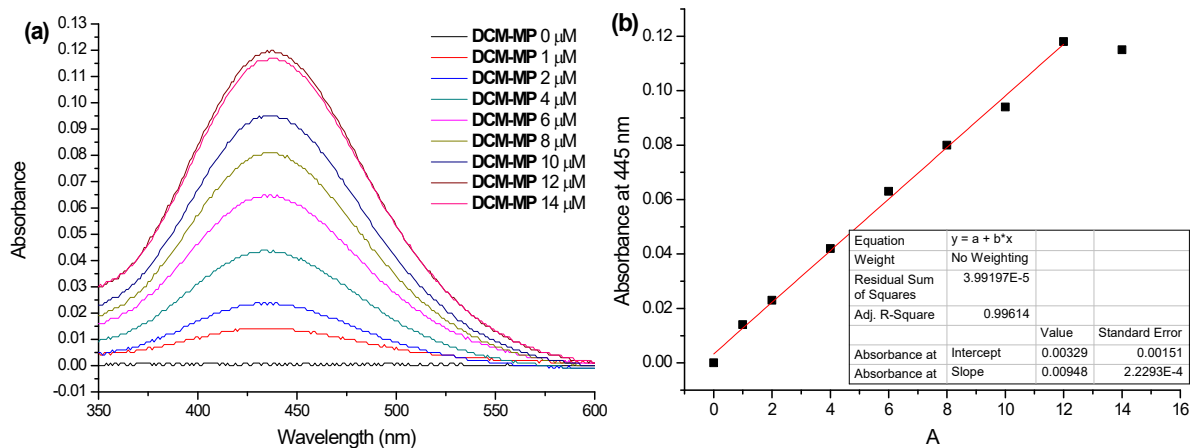 (a)
DCM-MP 0 μM
DCM-MP 1 μM
DCM-MP 2 μM
DCM-MP 4 μM
DCM-MP 6 μM
DCM-MP 8 μM
DCM-MP 10 μM
DCM-MP 12 μM
DCM-MP 14 μM
Absorbance
0.13
0.12
0.11
0.10
0.09
0.08
0.07
0.06
0.05
0.04
0.03
0.02
0.01
0.00
-0.01
350 400 450 500 550 600
Wavelength (nm)
(b)
Absorbance at 445 nm
0.12
0.10
0.08
0.06
0.04
0.02
0.00
Equation y = a + b*x
Weight No Weighting
Residual Sum of Squares 3.99197E-5
Adj. R-Square 0.99614
Value Standard Error
Absorbance at Intercept 0.00329 0.00151
Absorbance at Slope 0.00948 2.2293E-4
0 2 4 6 8 10 12 14 16
A